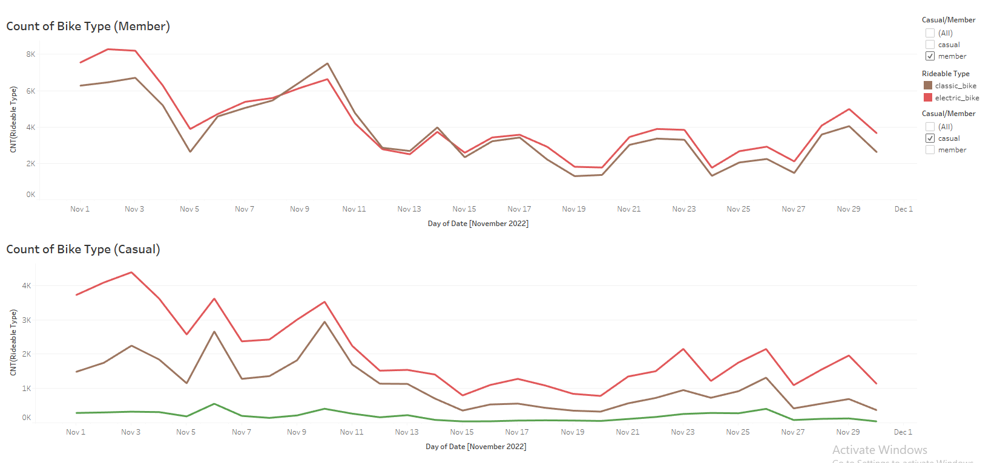 Count of Bike Type (Member)
CNT(Rideable Type)
8K
6K
4K
2K
0K
Nov 1 Nov 3 Nov 5 Nov 7 Nov 9 Nov 11 Nov 13 Nov 15 Nov 17 Nov 19 Nov 21 Nov 23 Nov 25 Nov 27 Nov 29 Dec 1
Day of Date [November 2022]
Casual/Member
(All)
casual
member
Rideable Type
classic_bike
electric_bike
Casual/Member
(All)
casual
member
Count of Bike Type (Casual)
CNT(Rideable Type)
4K
3K
2K
1K
0K
Nov 1 Nov 3 Nov 5 Nov 7 Nov 9 Nov 11 Nov 13 Nov 15 Nov 17 Nov 19 Nov 21 Nov 23 Nov 25 Nov 27 Nov 29 Dec 1
Day of Date [November 2022]
Activate Windows
Go to Settings to activate Windows.